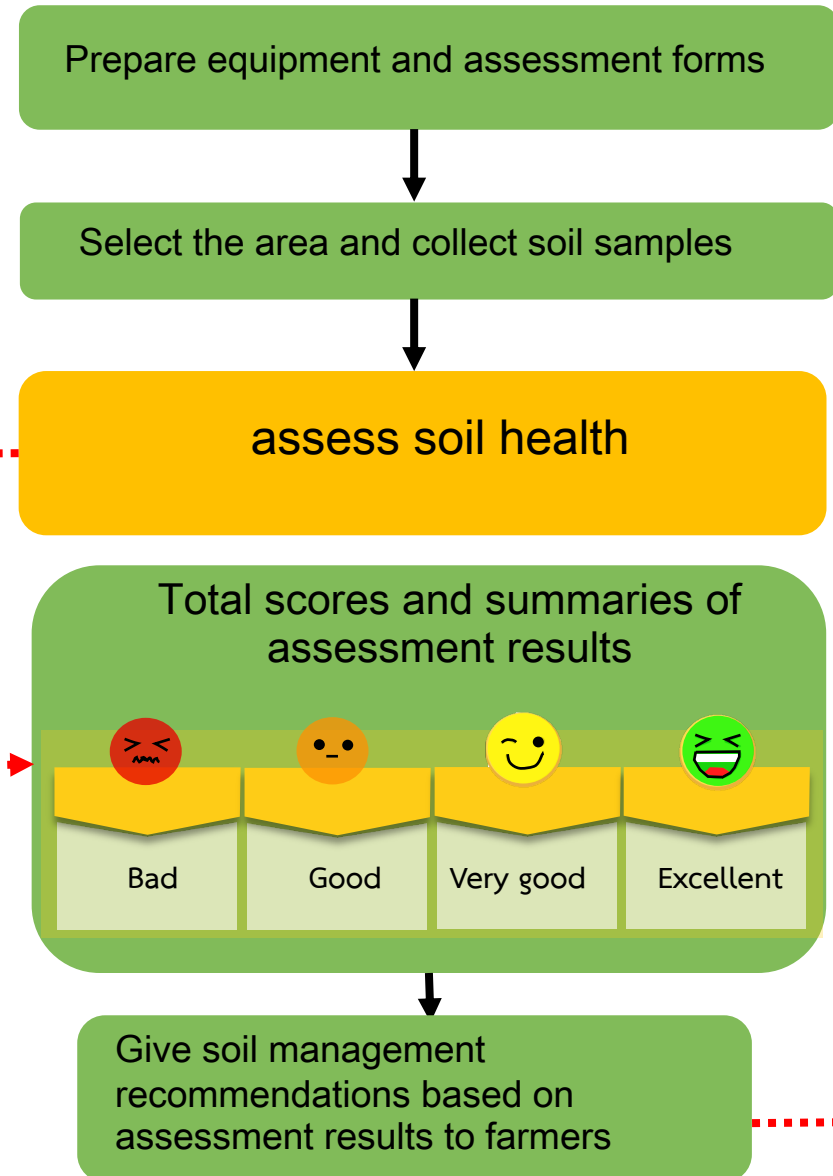 Prepare equipment and assessment forms
Select the area and collect soil samples
assess soil health
Total scores and summaries of
assessment results
Bad
Good
Very good
Excellent
Give soil management
recommendations based on
assessment results to farmers